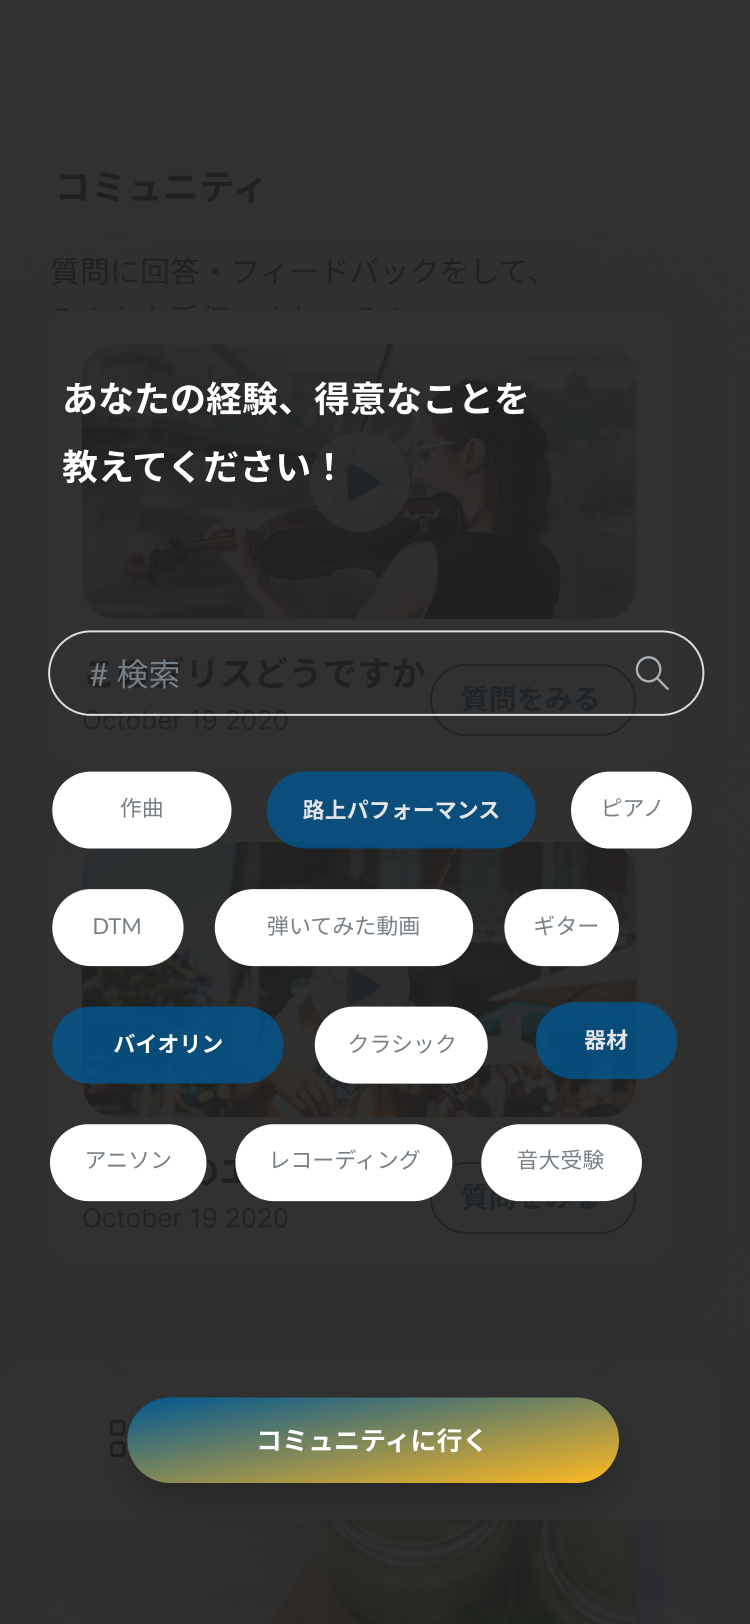 コミュニティ
質問に回答・フィードバックをして、
あなたの経験、得意なことを
教えてください！
# 検索
リスどうですか
質問をみる
October 19 2020
作曲
路上パフォーマンス
ピアノ
DTM
弾いてみた動画
ギター
バイオリン
クラシック
器材
アニソン
レコーディング
音大受験
質問をみる
October 19 2020
コミュニティに行く